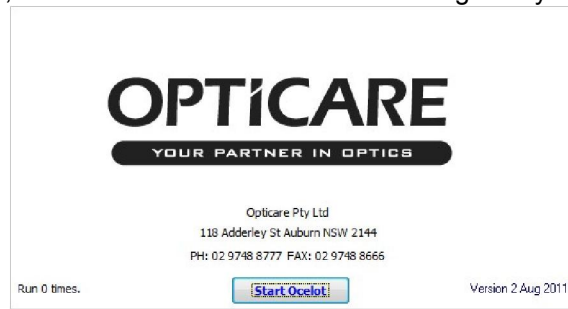 OPTICARE
YOUR PARTNER IN OPTICS
Opticare Pty Ltd
118 Adderley St Auburn NSW 2144
PH: 02 9748 8777 FAX: 02 9748 8666
Run 0 times.
Start Ocelot
Version 2 Aug 2011